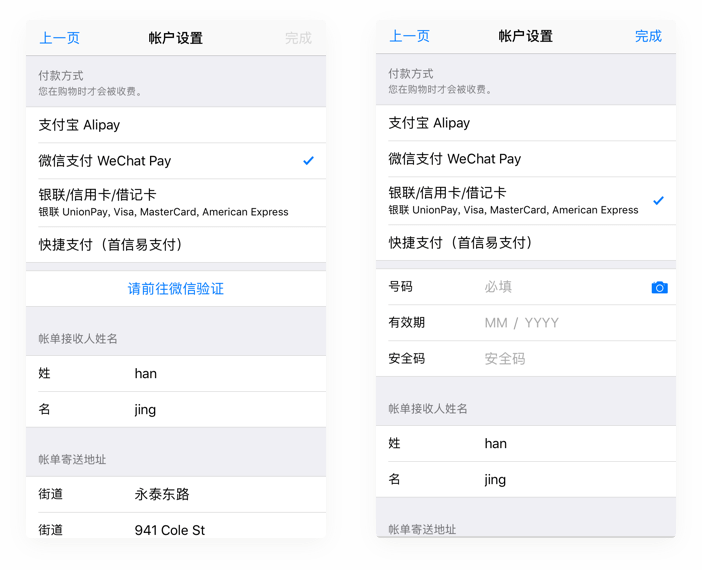 上一页 帐户设置 完成
付款方式
您在购物时才会被收费。
支付宝 Alipay
微信支付 WeChat Pay
银联/信用卡/借记卡
银联 UnionPay, Visa, MasterCard, American Express
快捷支付（首信易支付）
请前往微信验证
帐单接收人姓名
姓 han
名 jing
帐单寄送地址
街道 永泰东路
街道 941 Cole St
上一页 帐户设置 完成
付款方式
您在购物时才会被收费。
支付宝 Alipay
微信支付 WeChat Pay
银联/信用卡/借记卡
银联 UnionPay, Visa, MasterCard, American Express
快捷支付（首信易支付）
号码 必填
有效期 MM / YYYY
安全码 安全码
帐单接收人姓名
姓 han
名 jing
帐单寄送地址